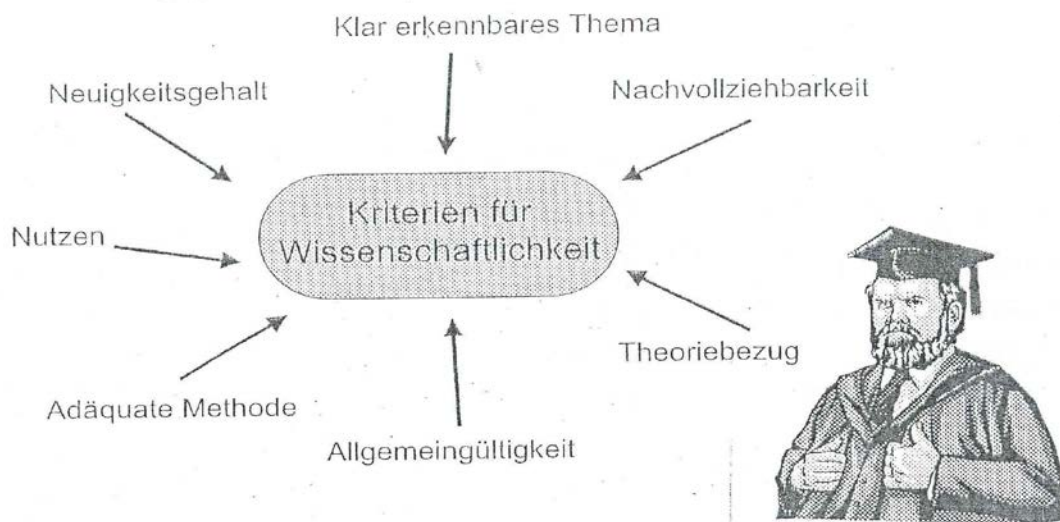 Klar erkennbares Thema
Neuigkeitsgehalt
Nachvollziehbarkeit
Kriterien für
Wissenschaftlichkeit
Nutzen
Theoriebezug
Adäquate Methode
Allgemeingültigkeit